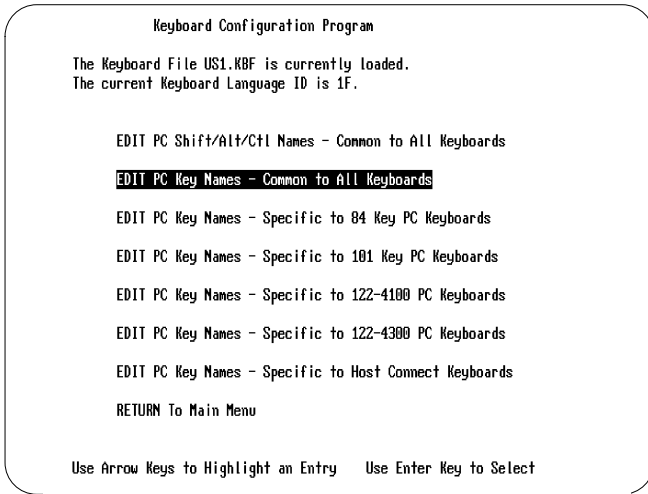 Keyboard Configuration Program
The Keyboard File US1.KBF is currently loaded.
The current Keyboard Language ID is 1F.
EDIT PC Shift/Alt/Ctl Names - Common to All Keyboards
EDIT PC Key Names - Common to All Keyboards
EDIT PC Key Names - Specific to 84 Key PC Keyboards
EDIT PC Key Names - Specific to 101 Key PC Keyboards
EDIT PC Key Names - Specific to 122-4100 PC Keyboards
EDIT PC Key Names - Specific to 122-4300 PC Keyboards
EDIT PC Key Names - Specific to Host Connect Keyboards
RETURN To Main Menu
Use Arrow Keys to Highlight an Entry Use Enter Key to Select